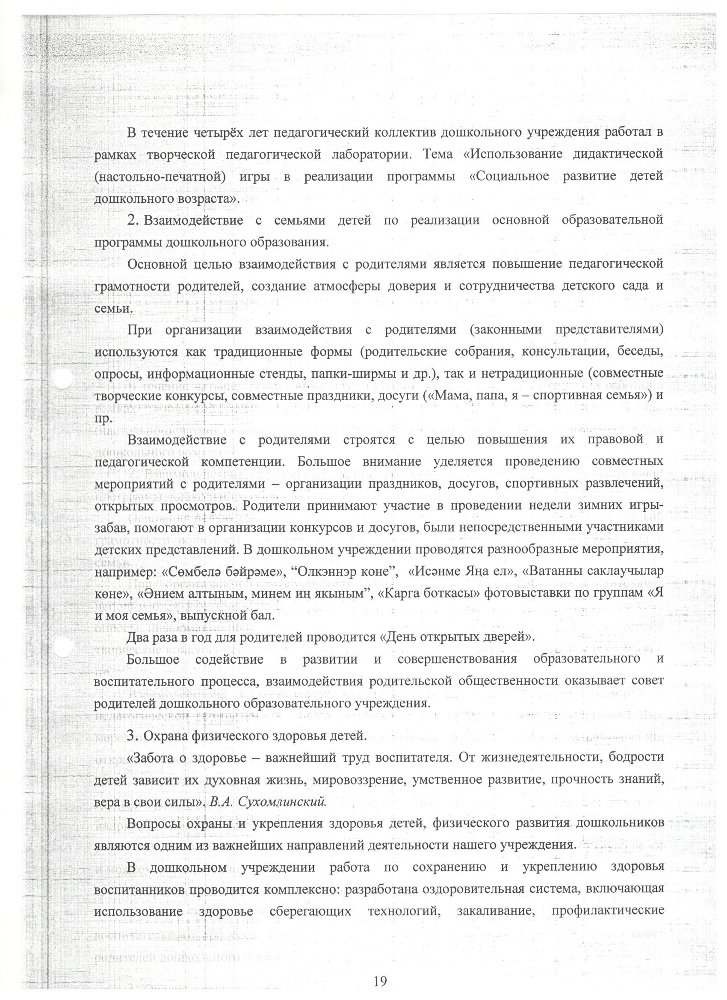 В течение четырёх лет педагогический коллектив дошкольного учреждения работал в
рамках творческой педагогической лаборатории. Тема «Использование дидактической
(настольно-печатной) игры в реализации программы «Социальное развитие детей
дошкольного возраста».
2. Взаимодействие с семьями детей по реализации основной образовательной
программы дошкольного образования.
Основной целью взаимодействия с родителями является повышение педагогической
грамотности родителей, создание атмосферы доверия и сотрудничества детского сада и
семьи.
При организации взаимодействия с родителями (законными представителями)
используются как традиционные формы (родительские собрания, консультации, беседы,
опросы, информационные стенды, папки-ширмы и др.), так и нетрадиционные (совместные
творческие конкурсы, совместные праздники, досуги («Мама, папа, я – спортивная семья») и
пр.
Взаимодействие с родителями строятся с целью повышения их правовой и
педагогической компетенции. Большое внимание уделяется проведению совместных
мероприятий с родителями – организации праздников, досугов, спортивных развлечений,
открытых просмотров. Родители принимают участие в проведении недели зимних игры-
забав, помогают в организации конкурсов и досугов, были непосредственными участниками
детских представлений. В дошкольном учреждении проводятся разнообразные мероприятия,
например: «Сөмбелә бәйрәме», “Олкэннэр коне”, «Исәнме Яңа ел», «Ватанны саклаучылар
көне», «Әнием алтыным, минем иң якыным”, «Карга боткасы» фотовыставки по группам «Я
и моя семья», выпускной бал.
Два раза в год для родителей проводится «День открытых дверей».
Большое содействие в развитии и совершенствования образовательного и
воспитательного процесса, взаимодействия родительской общественности оказывает совет
родителей дошкольного образовательного учреждения.
3. Охрана физического здоровья детей.
«Забота о здоровье – важнейший труд воспитателя. От жизнедеятельности, бодрости
детей зависит их духовная жизнь, мировоззрение, умственное развитие, прочность знаний,
вера в свои силы». В.А. Сухомлинский.
Вопросы охраны и укрепления здоровья детей, физического развития дошкольников
являются одним из важнейших направлений деятельности нашего учреждения.
В дошкольном учреждении работа по сохранению и укреплению здоровья
воспитанников проводится комплексно: разработана оздоровительная система, включающая
использование здоровье сберегающих технологий, закаливание, профилактические
19